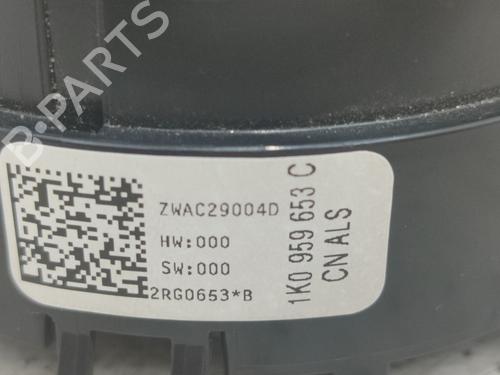 B-PARTS
ZWAC29004D
HW:000
SW:000
2RG0653*B
1K0 959 653 C
CN ALS